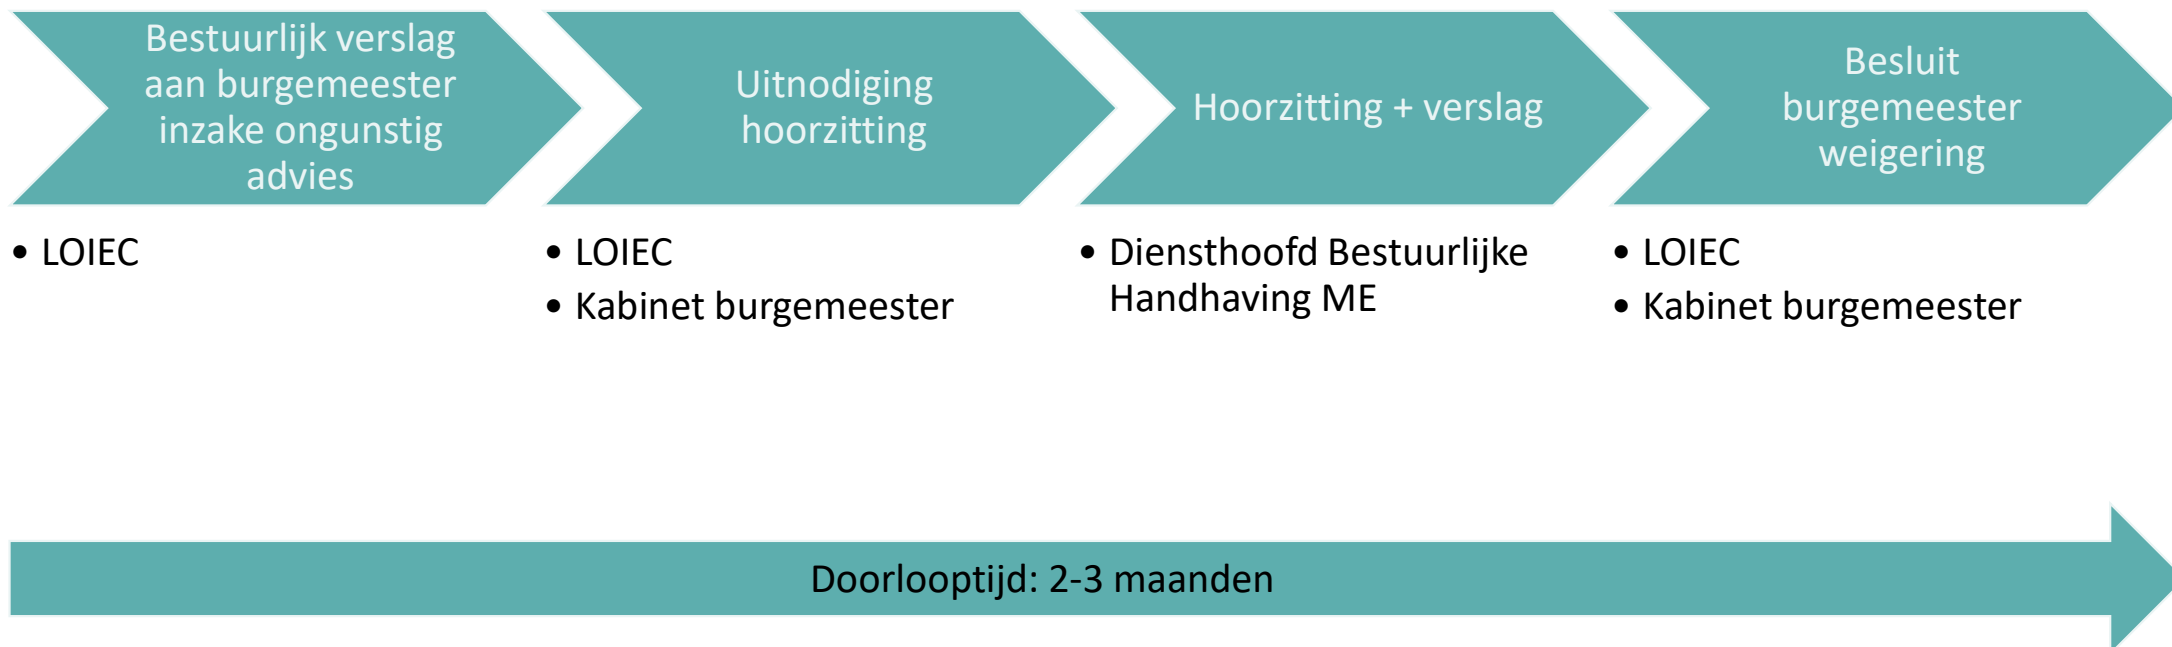 Bestuurlijk verslag
aan burgemeester
inzake ongunstig
advies
• LOIEC
Uitnodiging
hoorzitting
• LOIEC
• Kabinet burgemeester
Hoorzitting + verslag
• Diensthoofd Bestuurlijke
Handhaving ME
Besluit
burgemeester
weigering
• LOIEC
• Kabinet burgemeester
Doorlooptijd: 2-3 maanden